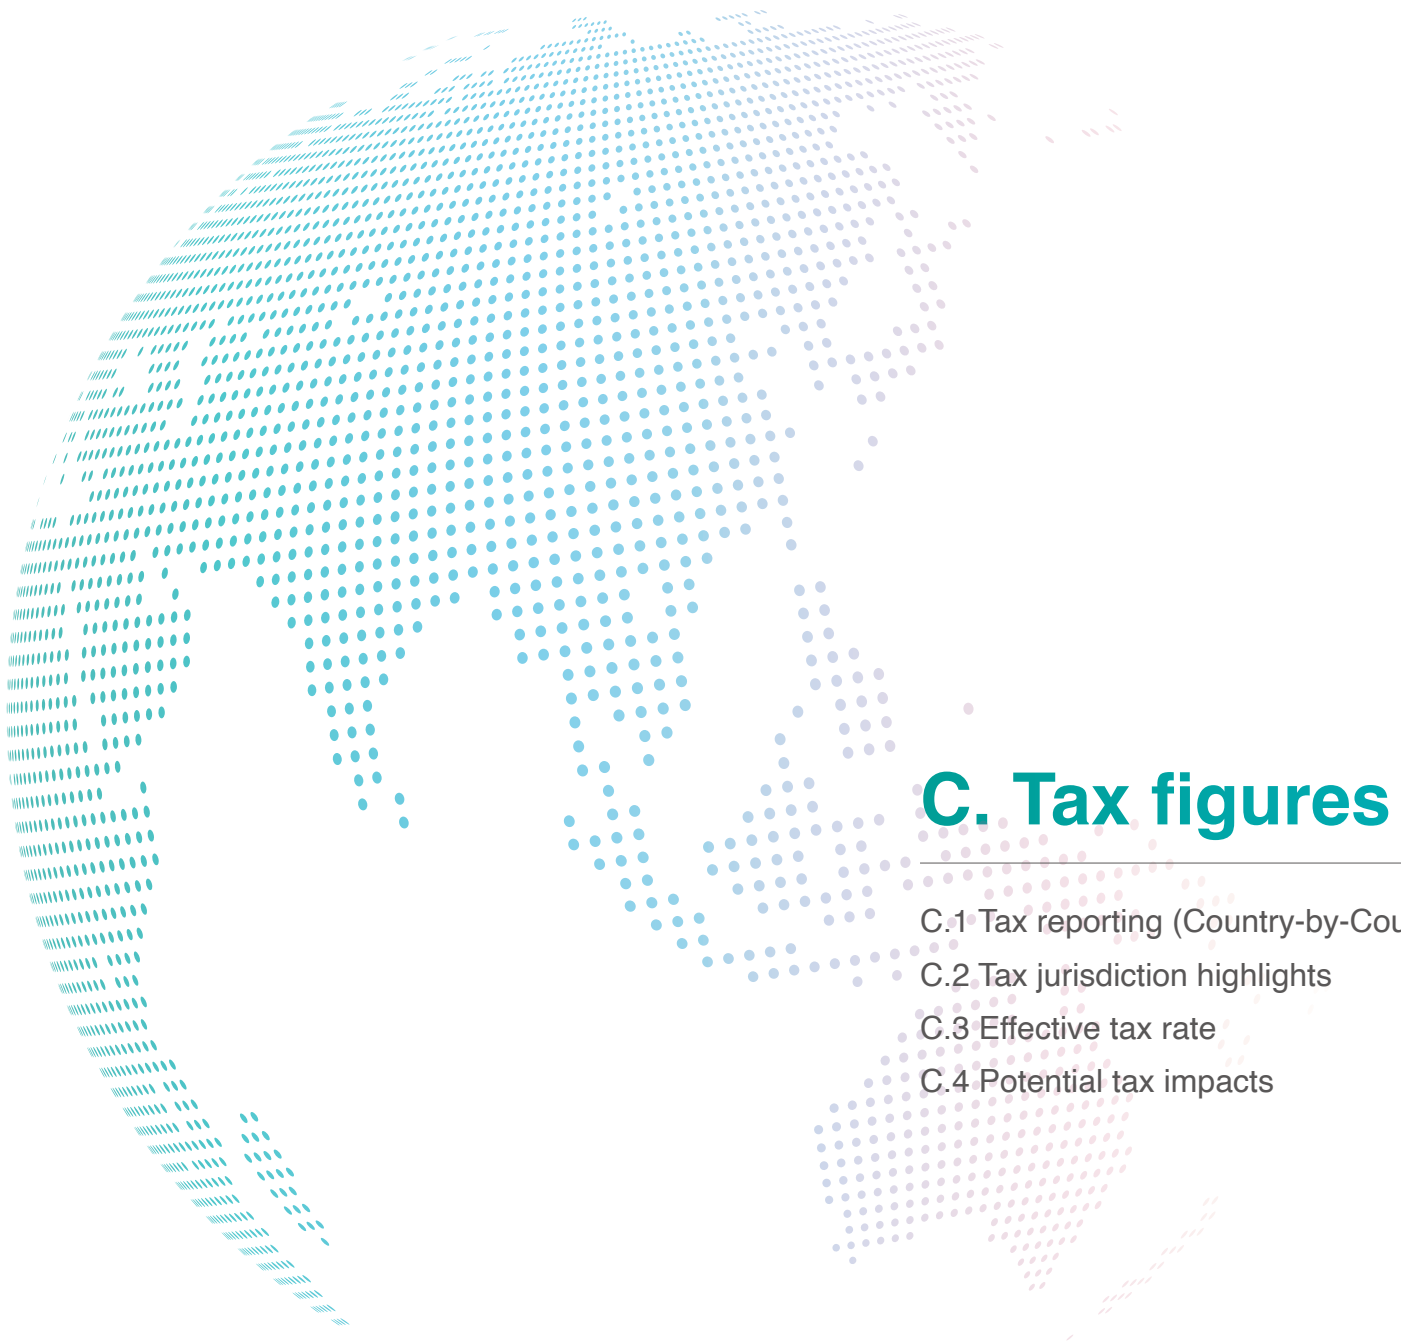 C. Tax figures
C.1 Tax reporting (Country-by-Cou
C.2 Tax jurisdiction highlights
C.3 Effective tax rate
C.4 Potential tax impacts